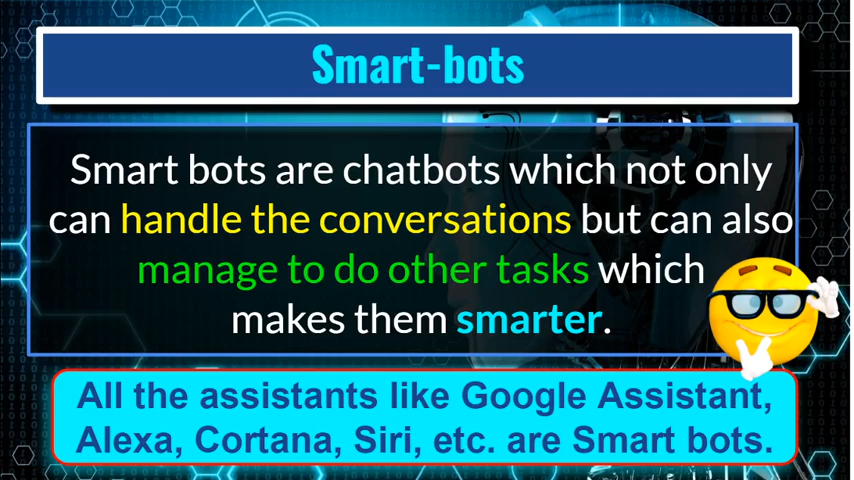 Smart-bots
Smart bots are chatbots which not only
can handle the conversations but can also
manage to do other tasks which
makes them smarter.
All the assistants like Google Assistant,
Alexa, Cortana, Siri, etc. are Smart bots.